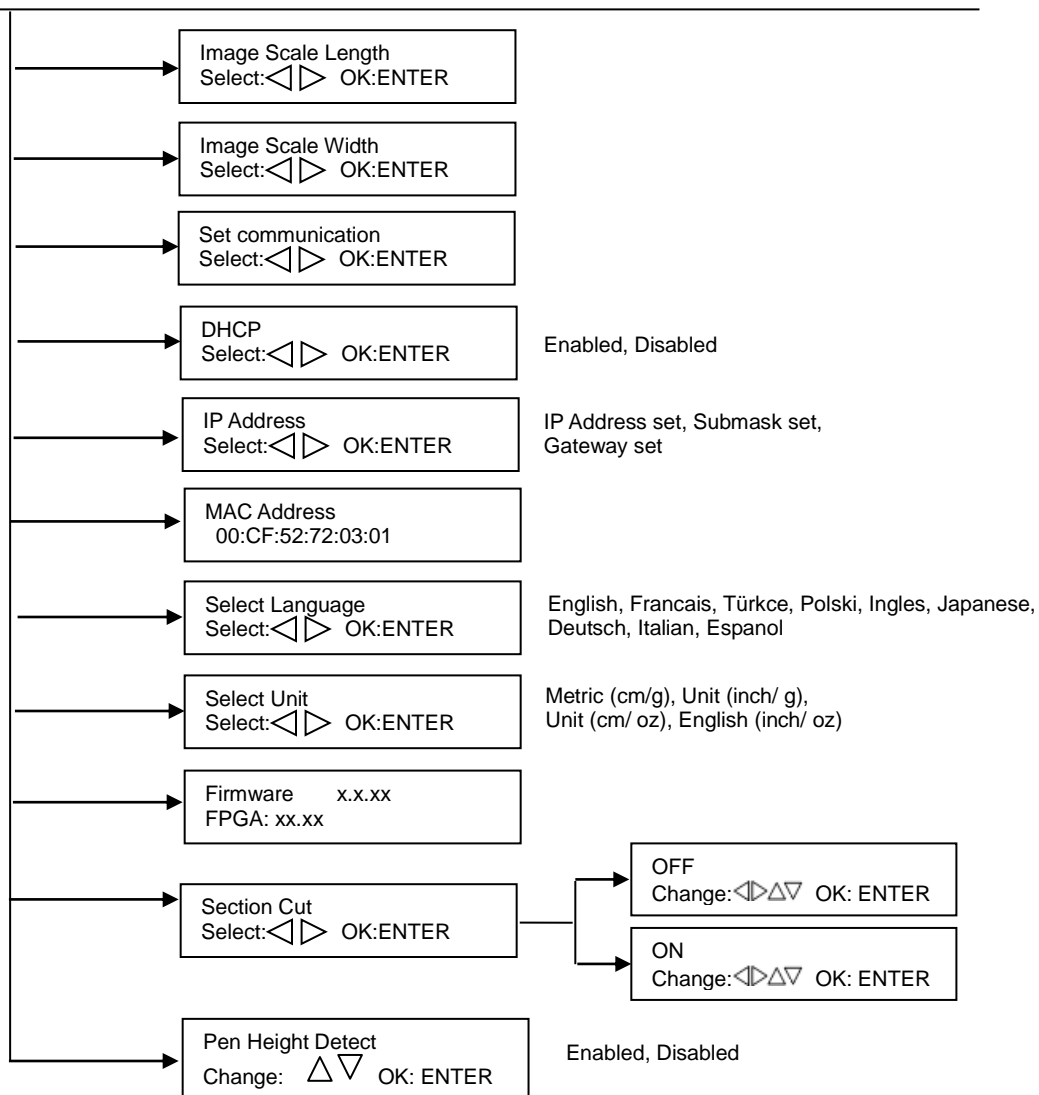 Image Scale Length
Select:◁ ▷ OK:ENTER
Image Scale Width
Select:◁ ▷ OK:ENTER
Set communication
Select:◁ ▷ OK:ENTER
DHCP
Select:◁ ▷ OK:ENTER
Enabled, Disabled
IP Address
Select:◁ ▷ OK:ENTER
IP Address set, Submask set,
Gateway set
MAC Address
00:CF:52:72:03:01
Select Language
Select:◁ ▷ OK:ENTER
English, Francais, Türkce, Polski, Ingles, Japanese,
Deutsch, Italian, Espanol
Select Unit
Select:◁ ▷ OK:ENTER
Metric (cm/g), Unit (inch/ g),
Unit (cm/ oz), English (inch/ oz)
Firmware x.x.xx
FPGA: xx.xx
Section Cut
Select:◁ ▷ OK:ENTER
OFF
Change:◁▷△▽ OK: ENTER
ON
Change:◁▷△▽ OK: ENTER
Pen Height Detect
Change: △ ▽ OK: ENTER
Enabled, Disabled